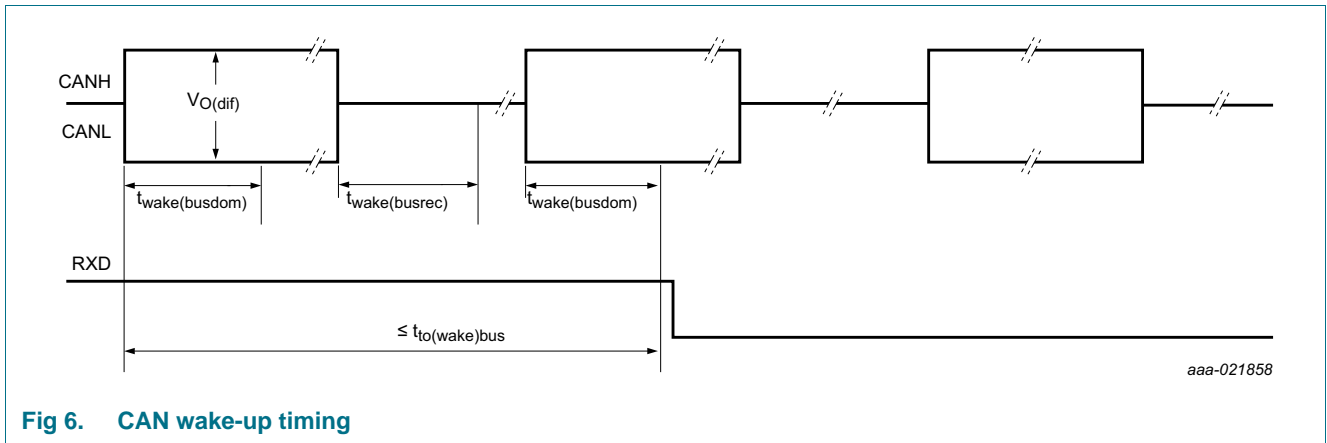 CANH
VO(dif)
CANL
twake(busdom)
twake(busrec)
twake(busdom)
RXD
≤ tto(wake)bus
aaa-021858
Fig 6. CAN wake-up timing